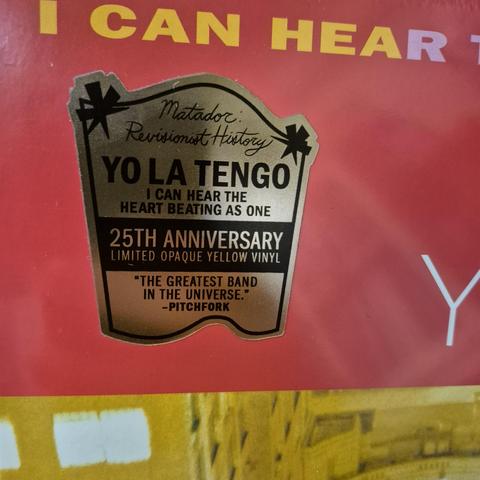 I CAN HEAR T
Matador:
Revisionist History
YO LA TENGO
I CAN HEAR THE
HEART BEATING AS ONE
25TH ANNIVERSARY
LIMITED OPAQUE YELLOW VINYL
"THE GREATEST BAND
IN THE UNIVERSE."
–PITCHFORK
Y